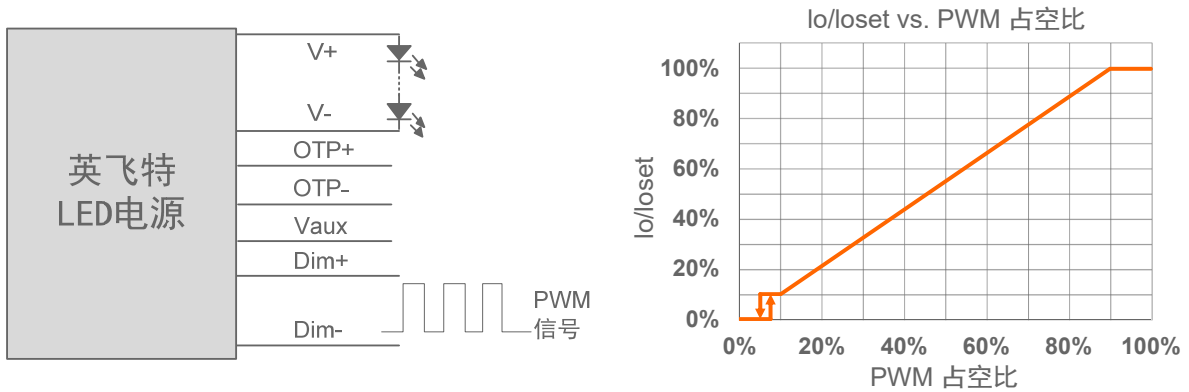 英飞特
LED电源
V+
V-
OTP+
OTP-
Vaux
Dim+
Dim-
PWM
信号
Io/Ioset vs. PWM 占空比
Io/Ioset
100%
80%
60%
40%
20%
0%
0%
20%
40%
60%
80%
100%
PWM 占空比